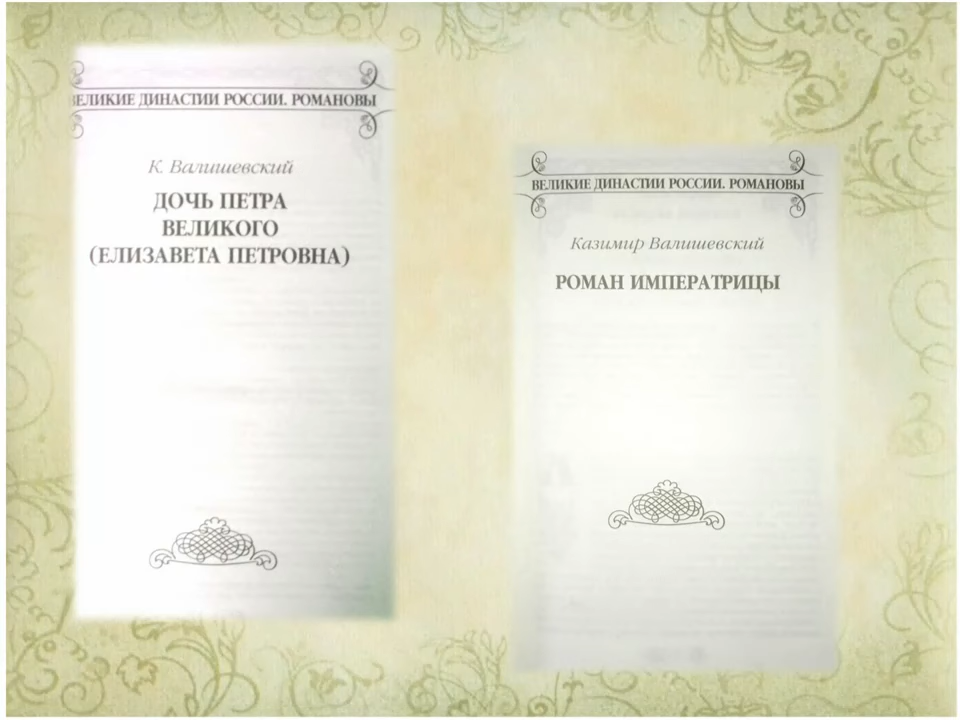 ВЕЛИКИЕ ДИНАСТИИ РОССИИ. РОМАНОВЫ
К. Валишевский
ДОЧЬ ПЕТРА
ВЕЛИКОГО
(ЕЛИЗАВЕТА ПЕТРОВНА)
ВЕЛИКИЕ ДИНАСТИИ РОССИИ. РОМАНОВЫ
Казимир Валишевский
РОМАН ИМПЕРАТРИЦЫ